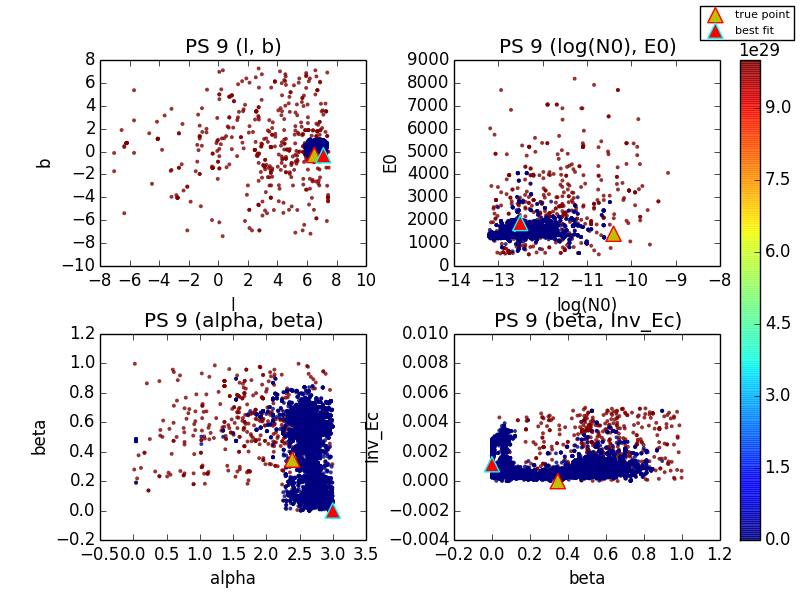 true point
best fit
PS 9 (l, b)
8
6
4
2
0
−2
−4
−6
−8
−10
b
−8 −6 −4 −2 0 2 4 6 8 10
l
PS 9 (log(N0), E0)
9000
8000
7000
6000
5000
4000
3000
2000
1000
0
E0
−14 −13 −12 −11 −10 −9 −8
log(N0)
1e29
9.0
7.5
6.0
4.5
3.0
1.5
0.0
PS 9 (alpha, beta)
1.2
1.0
0.8
0.6
0.4
0.2
0.0
−0.2
beta
−0.5 0.0 0.5 1.0 1.5 2.0 2.5 3.0 3.5
alpha
PS 9 (beta, Inv_Ec)
0.010
0.008
0.006
0.004
0.002
0.000
−0.002
−0.004
Inv_Ec
−0.2 0.0 0.2 0.4 0.6 0.8 1.0 1.2
beta